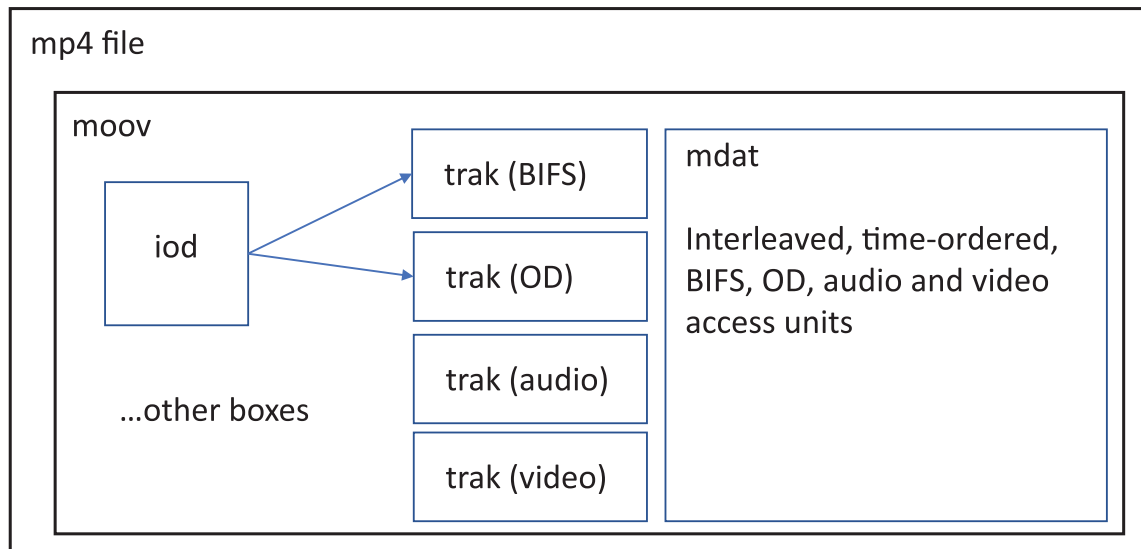 mp4 file
moov
iod
...other boxes
trak (BIFS)
trak (OD)
trak (audio)
trak (video)
mdat
Interleaved, time-ordered,
BIFS, OD, audio and video
access units